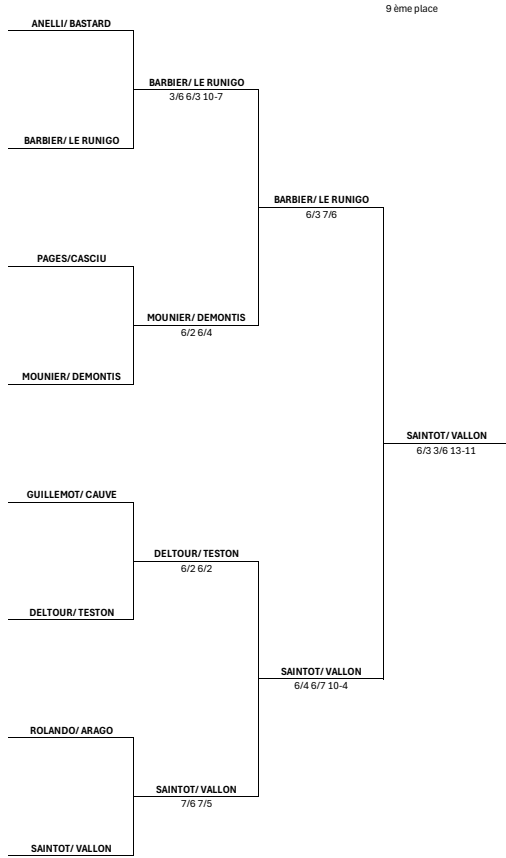 9 ème place
ANELLI/ BASTARD
BARBIER/ LE RUNIGO
3/6 6/3 10-7
BARBIER/ LE RUNIGO
BARBIER/ LE RUNIGO
6/3 7/6
PAGES/CASCIU
MOUNIER/ DEMONTIS
6/2 6/4
MOUNIER/ DEMONTIS
SAINTOT/ VALLON
6/3 3/6 13-11
GUILLEMOT/ CAUVE
DELTOUR/ TESTON
6/2 6/2
DELTOUR/ TESTON
SAINTOT/ VALLON
6/4 6/7 10-4
ROLANDO/ ARAGO
SAINTOT/ VALLON
7/6 7/5
SAINTOT/ VALLON